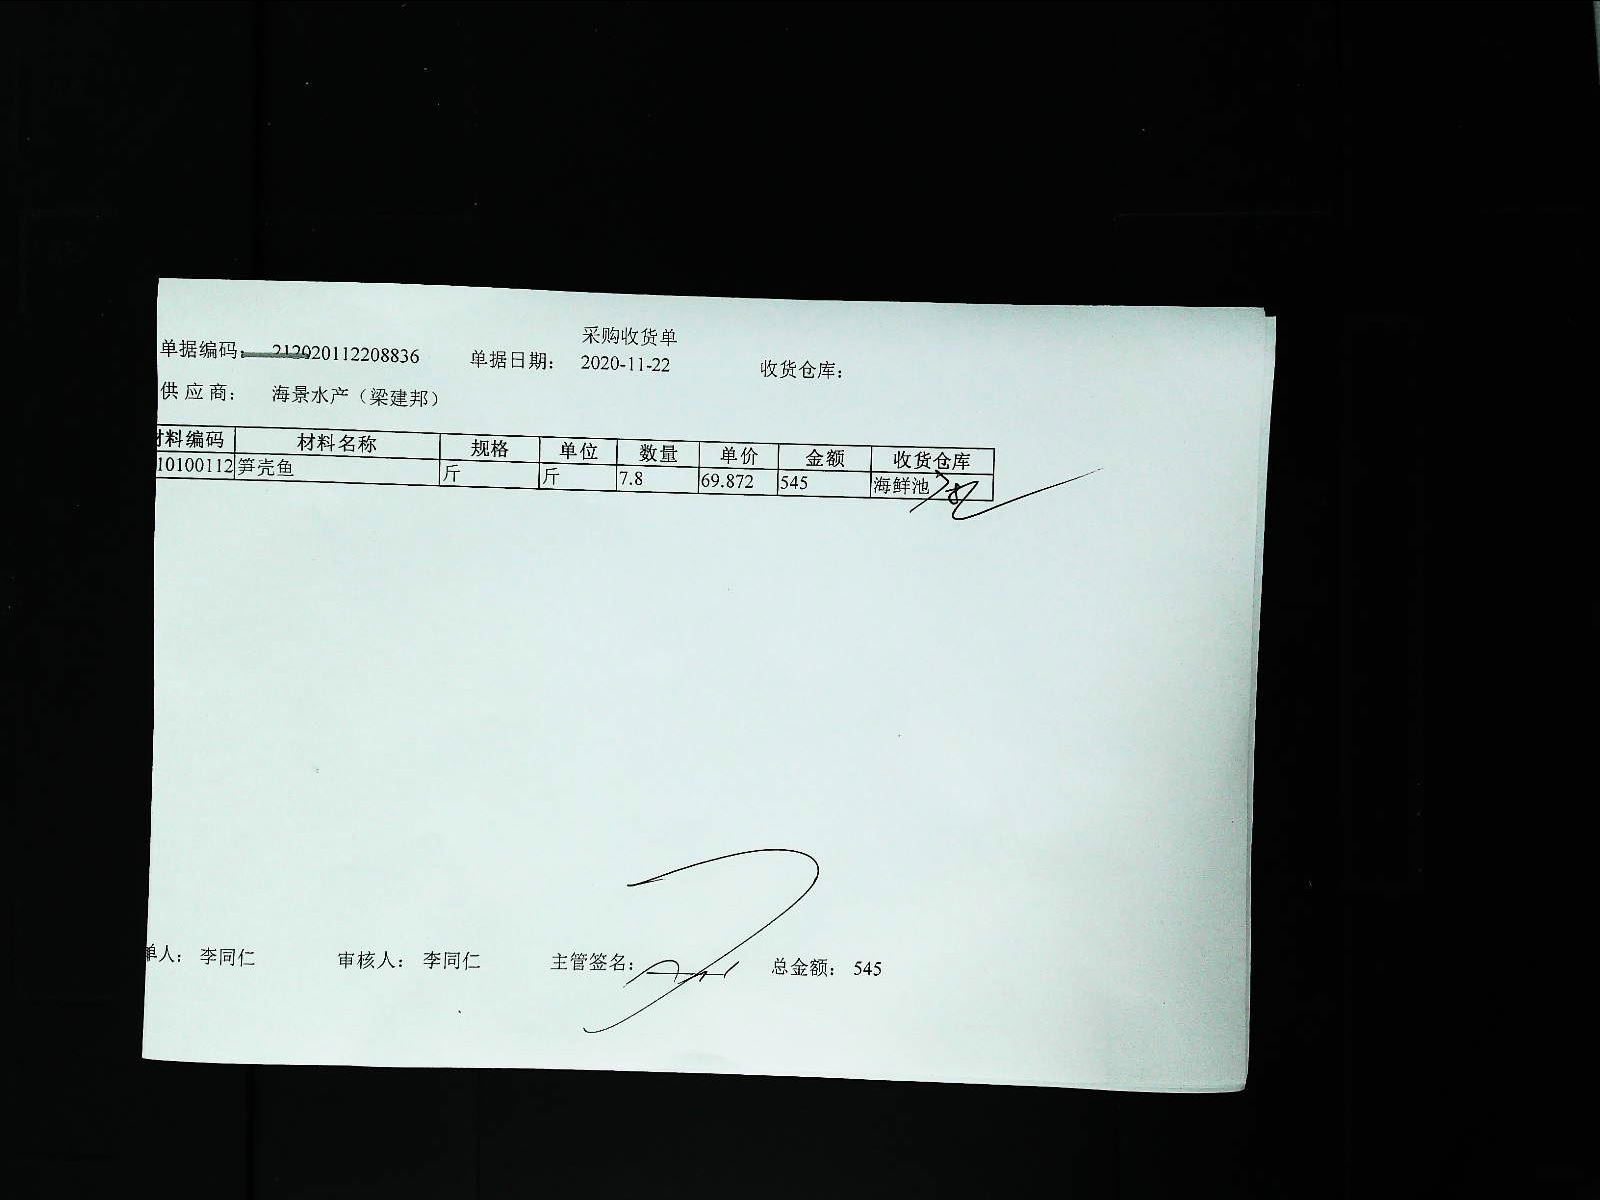 采购收货单
单据编码: 212020112208836 单据日期: 2020-11-22 收货仓库:
供应商: 海景水产（梁建邦）
材料编码 材料名称 规格 单位 数量 单价 金额 收货仓库
10100112 笋壳鱼 斤 斤 7.8 69.872 545 海鲜池
单人: 李同仁 审核人: 李同仁 主管签名: 总金额: 545